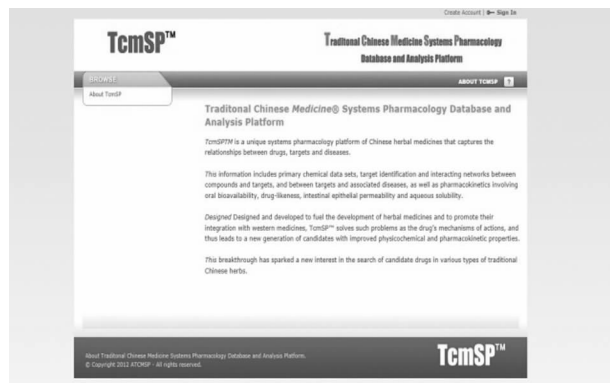 Create Account | Sign In
TcmSP™
Traditional Chinese Medicine Systems Pharmacology
Database and Analysis Platform
BROWSE
ABOUT TCMSP ?
About TcmSP
Traditonal Chinese Medicine® Systems Pharmacology Database and
Analysis Platform
TcmSPTM is a unique systems pharmacology platform of Chinese herbal medicines that captures the
relationships between drugs, targets and diseases.
This information includes primary chemical data sets, target identification and interacting networks between
compounds and targets, and between targets and associated diseases, as well as pharmacokinetics involving
oral bioavailability, drug-likeness, intestinal epithelial permeability and aqueous solubility.
Designed Designed and developed to fuel the development of herbal medicines and to promote their
integration with western medicines, TcmSP™ solves such problems as the drug's mechanisms of actions, and
thus leads to a new generation of candidates with improved physicochemical and pharmacokinetic properties.
This breakthrough has sparked a new interest in the search of candidate drugs in various types of traditional
Chinese herbs.
About Traditional Chinese Medicine Systems Pharmacology Database and Analysis Platform.
© Copyright 2012 ATCMSP - All rights reserved.
TcmSP™